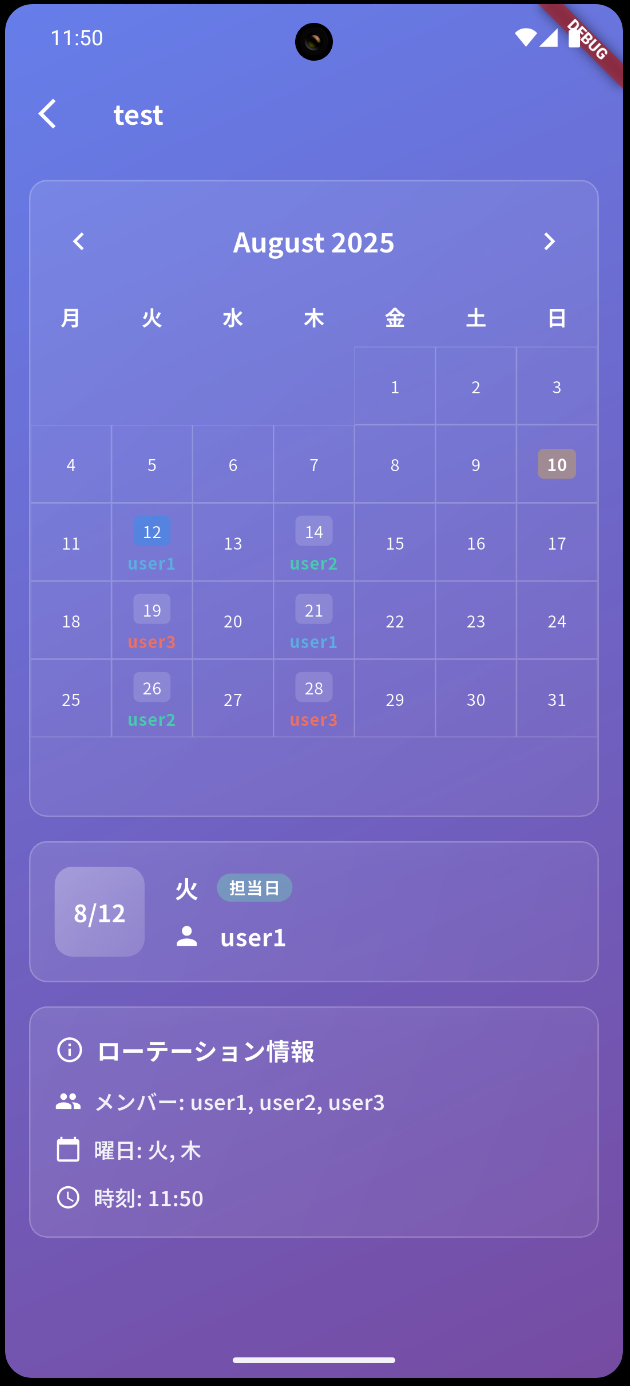 11:50
DEBUG
test
August 2025
月 火 水 木 金 土 日
1 2 3
4 5 6 7 8 9 10
11 12 13 14 15 16 17
user1 user2
18 19 20 21 22 23 24
user3 user1
25 26 27 28 29 30 31
user2 user3
8/12
火 担当日
user1
ローテーション情報
メンバー: user1, user2, user3
曜日: 火, 木
時刻: 11:50